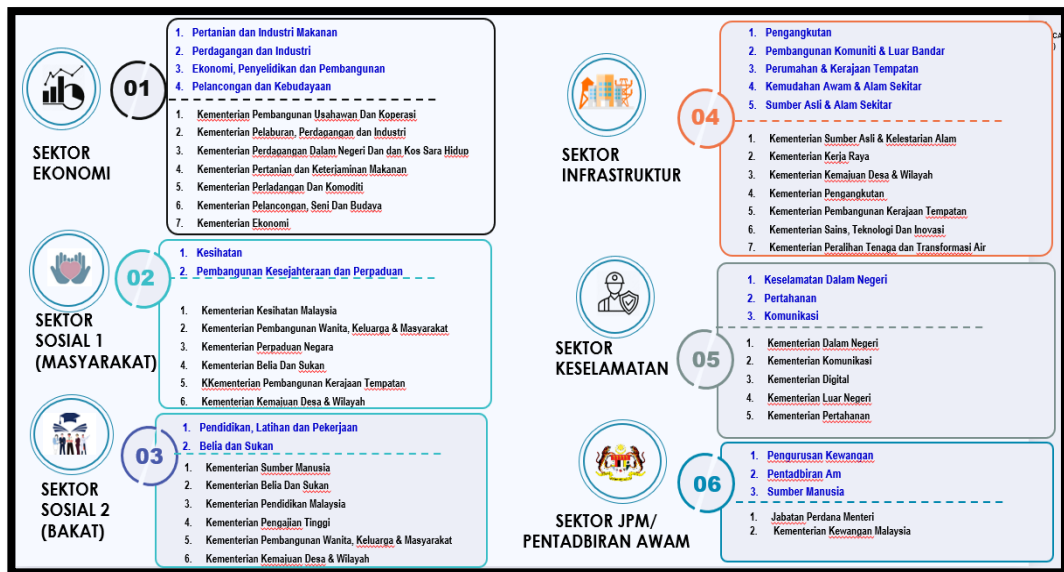 1. Pertanian dan Industri Makanan
2. Perdagangan dan Industri
3. Ekonomi, Penyelidikan dan Pembangunan
4. Pelancongan dan Kebudayaan
01
SEKTOR
EKONOMI
1. Kementerian Pembangunan Usahawan Dan Koperasi
2. Kementerian Pelaburan, Perdagangan dan Industri
3. Kementerian Perdagangan Dalam Negeri Dan dan Kos Sara Hidup
4. Kementerian Pertanian dan Keterjaminan Makanan
5. Kementerian Perladangan Dan Komoditi
6. Kementerian Pelancongan, Seni Dan Budaya
7. Kementerian Ekonomi
1. Kesihatan
2. Pembangunan Kesejahteraan dan Perpaduan
02
SEKTOR
SOSIAL 1
(MASYARAKAT)
1. Kementerian Kesihatan Malaysia
2. Kementerian Pembangunan Wanita, Keluarga & Masyarakat
3. Kementerian Perpaduan Negara
4. Kementerian Belia Dan Sukan
5. KKementerian Pembangunan Kerajaan Tempatan
6. Kementerian Kemajuan Desa & Wilayah
1. Pendidikan, Latihan dan Pekerjaan
2. Belia dan Sukan
03
SEKTOR
SOSIAL 2
(BAKAT)
1. Kementerian Sumber Manusia
2. Kementerian Belia Dan Sukan
3. Kementerian Pendidikan Malaysia
4. Kementerian Pengajian Tinggi
5. Kementerian Pembangunan Wanita, Keluarga & Masyarakat
6. Kementerian Kemajuan Desa & Wilayah
1. Pengangkutan
2. Pembangunan Komuniti & Luar Bandar
3. Perumahan & Kerajaan Tempatan
4. Kemudahan Awam & Alam Sekitar
5. Sumber Asli & Alam Sekitar
04
SEKTOR
INFRASTRUKTUR
1. Kementerian Sumber Asli & Kelestarian Alam
2. Kementerian Kerja Raya
3. Kementerian Kemajuan Desa & Wilayah
4. Kementerian Pengangkutan
5. Kementerian Pembangunan Kerajaan Tempatan
6. Kementerian Sains, Teknologi Dan Inovasi
7. Kementerian Peralihan Tenaga dan Transformasi Air
1. Keselamatan Dalam Negeri
2. Pertahanan
3. Komunikasi
05
SEKTOR
KESELAMATAN
1. Kementerian Dalam Negeri
2. Kementerian Komunikasi
3. Kementerian Digital
4. Kementerian Luar Negeri
5. Kementerian Pertahanan
1. Pengurusan Kewangan
2. Pentadbiran Am
3. Sumber Manusia
06
SEKTOR JPM/
PENTADBIRAN AWAM
1. Jabatan Perdana Menteri
2. Kementerian Kewangan Malaysia